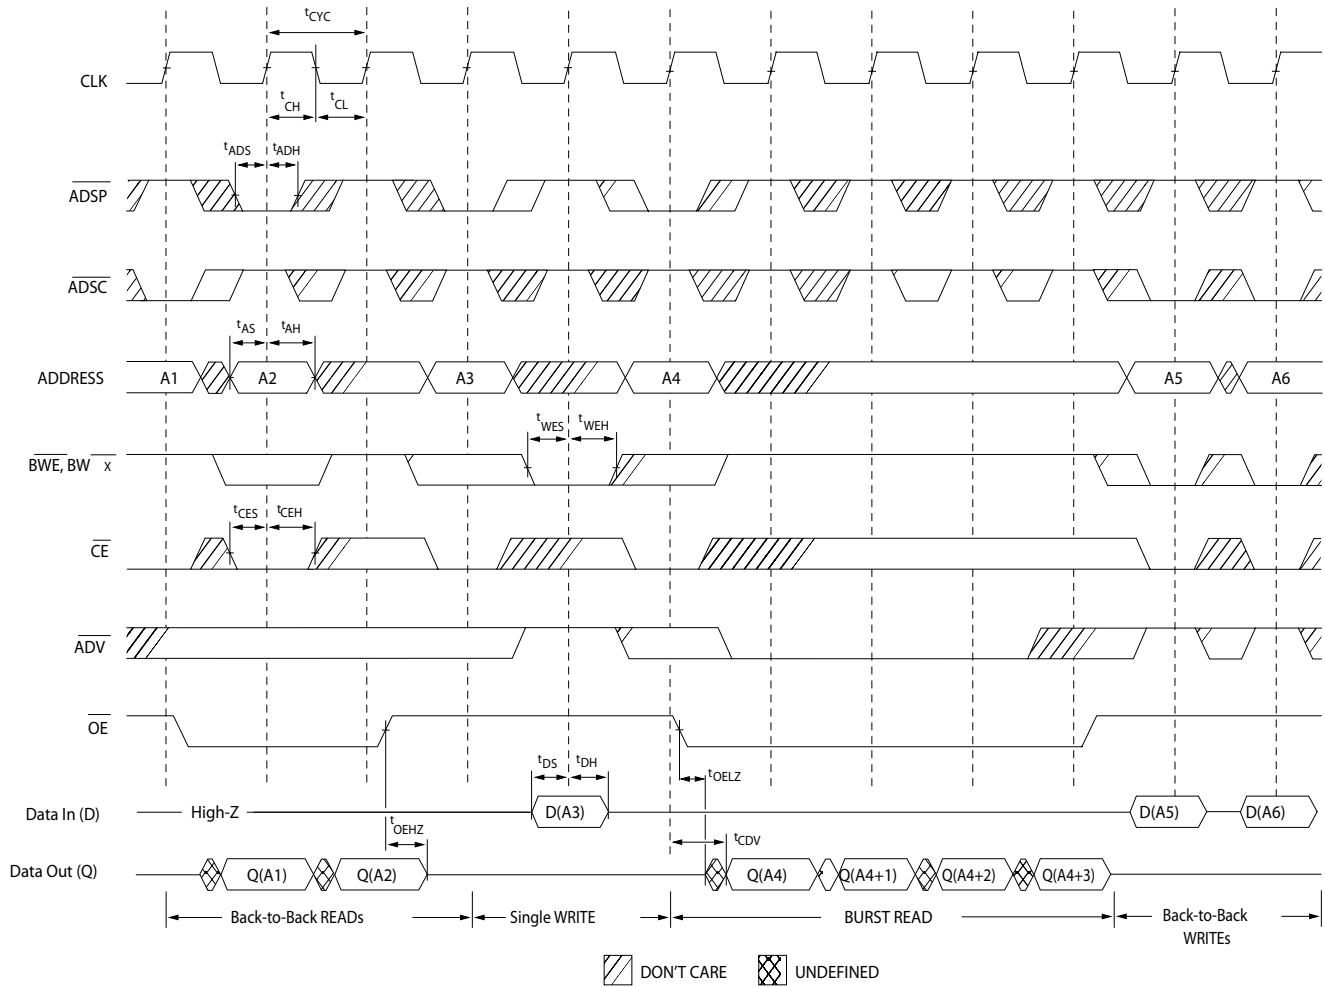 tCYC
CLK
tCH
tCL
tADS
tADH
ADSP
ADSC
tAS
tAH
ADDRESS
A1
A2
A3
A4
A5
A6
tWES
tWEH
BWE, BW X
tCES
tCEH
CE
ADV
OE
tDS
tDH
tOELZ
Data In (D)
High-Z
D(A3)
D(A5)
D(A6)
tOEHZ
tCDV
Data Out (Q)
Q(A1)
Q(A2)
Q(A4)
Q(A4+1)
Q(A4+2)
Q(A4+3)
Back-to-Back READs
Single WRITE
BURST READ
Back-to-Back
WRITEs
DON'T CARE
UNDEFINED